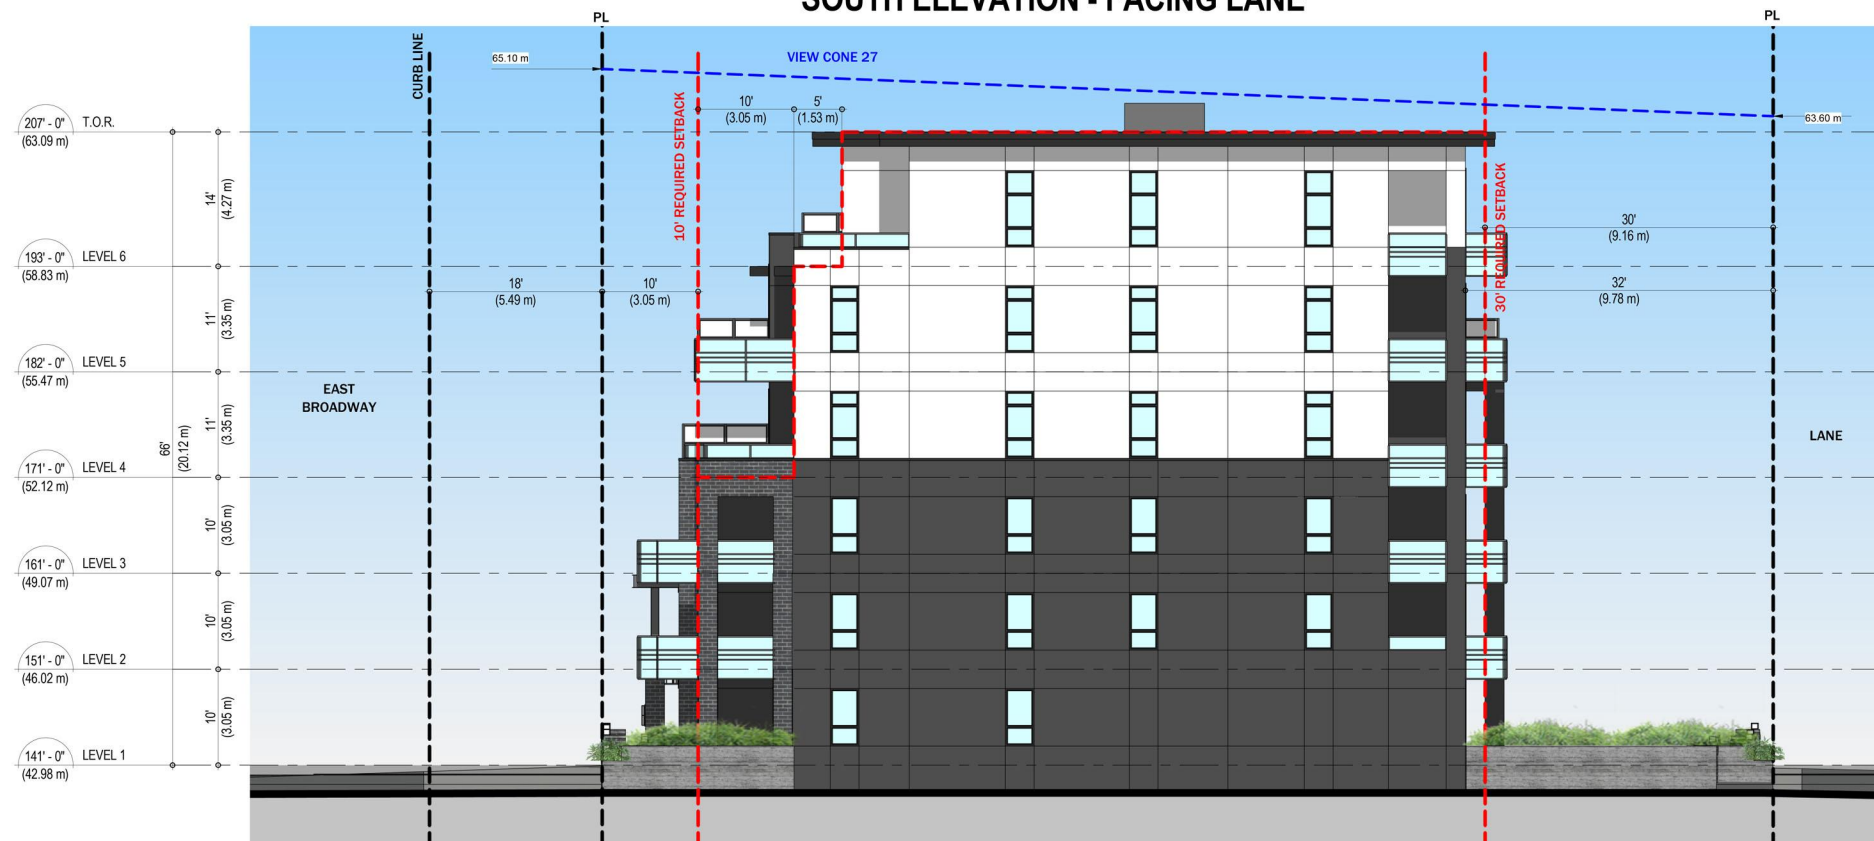 SOUTH ELEVATION - FACING LANE
PL
PL
CURB LINE
65.10 m
VIEW CONE 27
10' REQUIRED SETBACK
10'
(3.05 m)
5'
(1.53 m)
63.60 m
207' - 0" T.O.R.
(63.09 m)
14'
(4.27 m)
30' REQUIRED SETBACK
30'
(9.16 m)
193' - 0" LEVEL 6
(58.83 m)
18'
(5.49 m)
10'
(3.05 m)
32'
(9.78 m)
11'
(3.35 m)
182' - 0" LEVEL 5
(55.47 m)
EAST
BROADWAY
LANE
66'
(20.12 m)
11'
(3.35 m)
171' - 0" LEVEL 4
(52.12 m)
10'
(3.05 m)
161' - 0" LEVEL 3
(49.07 m)
10'
(3.05 m)
151' - 0" LEVEL 2
(46.02 m)
10'
(3.05 m)
141' - 0" LEVEL 1
(42.98 m)